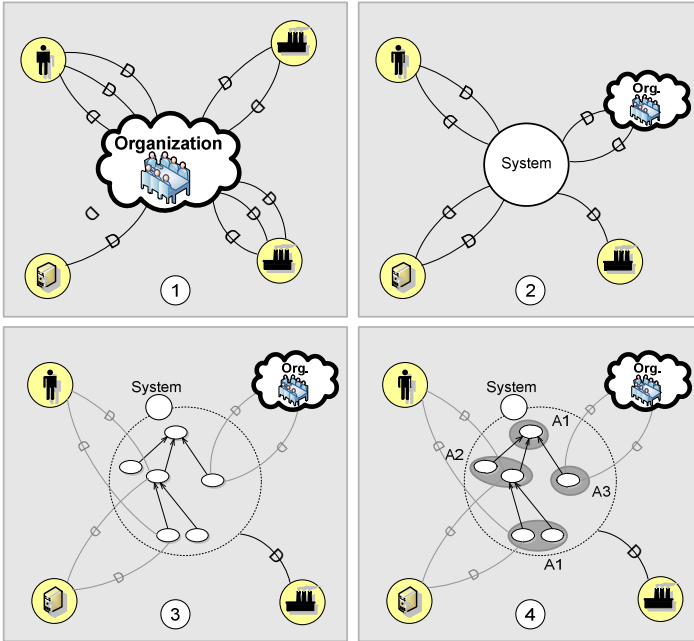 Organization
1
Org.
System
2
System
Org.
3
System
Org.
A1
A2
A3
A1
4